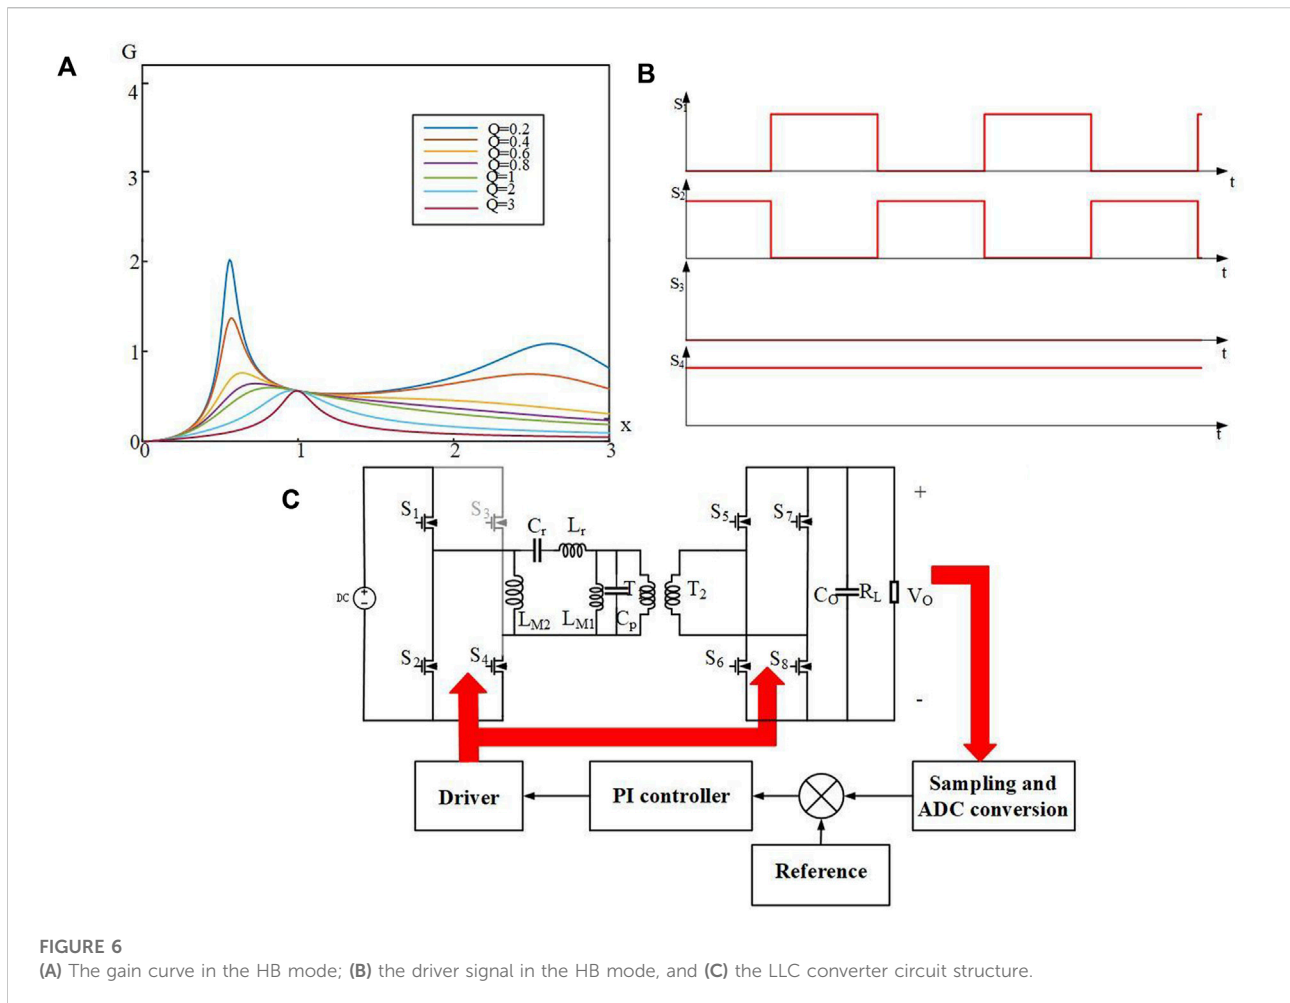 A
G
4
3
2
1
0
0
1
2
3
x
Q=0.2
Q=0.4
Q=0.6
Q=0.8
Q=1
Q=2
Q=3
B
S1
t
S2
t
S3
t
S4
t
C
S1
S3
Cr
Lr
S5
S7
DC
LM2
LM1
Cp
T
T2
CO
RL
VO
+
-
S2
S4
S6
S8
Driver
PI controller
Sampling and
ADC conversion
Reference
FIGURE 6
(A) The gain curve in the HB mode; (B) the driver signal in the HB mode, and (C) the LLC converter circuit structure.